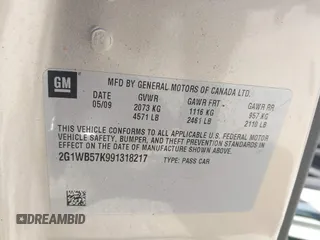 GM
MFD BY GENERAL MOTORS OF CANADA LTD.
DATE GVWR GAWR FRT GAWR RR
05/09 2073 KG 1116 KG 957 KG
4571 LB 2461 LB 2110 LB
THIS VEHICLE CONFORMS TO ALL APPLICABLE U.S. FEDERAL MOTOR
VEHICLE SAFETY, BUMPER, AND THEFT PREVENTION STANDARDS
IN EFFECT ON THE DATE OF MANUFACTURE SHOWN ABOVE.
2G1WB57K991318217 TYPE: PASS CAR
DREAMBID